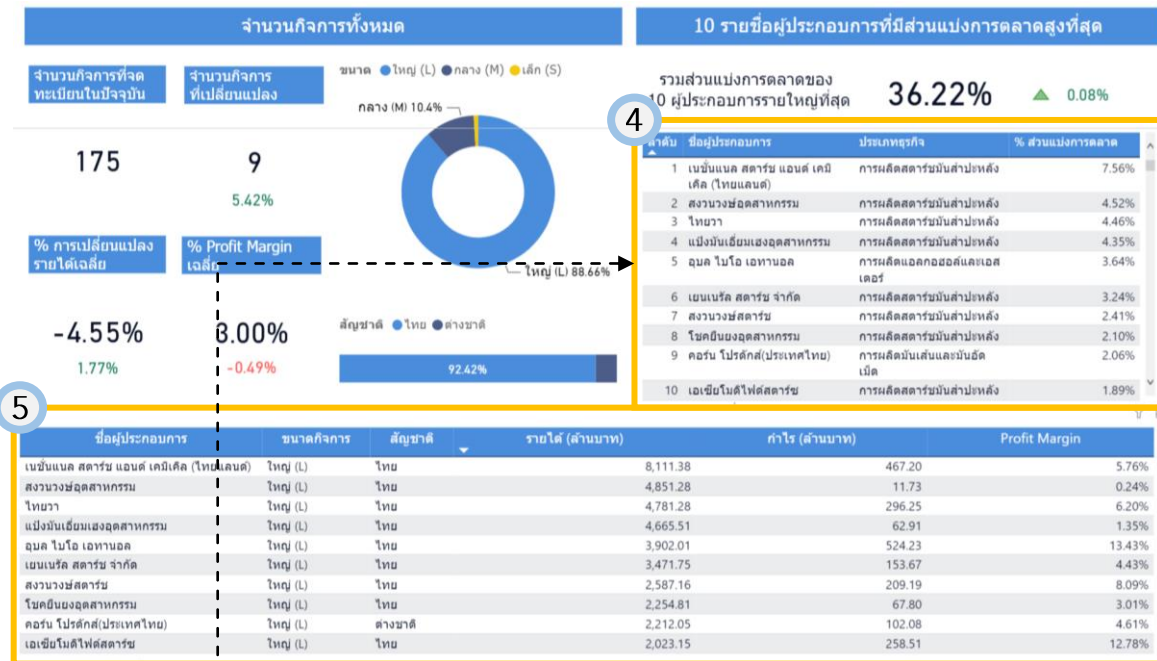 จำนวนกิจการทั้งหมด
จำนวนกิจการที่จด
ทะเบียนในปัจจุบัน
จำนวนกิจการ
ที่เปลี่ยนแปลง
175
9
5.42%
% การเปลี่ยนแปลง
รายได้เฉลี่ย
% Profit Margin
เฉลี่ย
-4.55%
1.77%
3.00%
-0.49%
ขนาด ใหญ่ (L) กลาง (M) เล็ก (S)
กลาง (M) 10.4%
ใหญ่ (L) 88.66%
สัญชาติ ไทย ต่างชาติ
92.42%
10 รายชื่อผู้ประกอบการที่มีส่วนแบ่งการตลาดสูงที่สุด
รวมส่วนแบ่งการตลาดของ
10 ผู้ประกอบการรายใหญ่ที่สุด
36.22%
0.08%
4
ลำดับ ชื่อผู้ประกอบการ ประเภทธุรกิจ % ส่วนแบ่งการตลาด
1 เนชั่นแนล สตาร์ช แอนด์ เคมิ การผลิตสตาร์ชมันสำปะหลัง 7.56%
เคิล (ไทยแลนด์)
2 สงวนวงษ์อุตสาหกรรม การผลิตสตาร์ชมันสำปะหลัง 4.52%
3 ไทยวา การผลิตสตาร์ชมันสำปะหลัง 4.46%
4 แป้งมันเอี่ยมเฮงอุตสาหกรรม การผลิตสตาร์ชมันสำปะหลัง 4.35%
5 อุบล ไบโอ เอทานอล การผลิตแอลกอฮอล์และเอส 3.64%
เตอร์
6 เยนเนรัล สตาร์ช จำกัด การผลิตสตาร์ชมันสำปะหลัง 3.24%
7 สงวนวงษ์สตาร์ช การผลิตสตาร์ชมันสำปะหลัง 2.41%
8 โชคยืนยงอุตสาหกรรม การผลิตสตาร์ชมันสำปะหลัง 2.10%
9 คอร์น โปรดักส์(ประเทศไทย) การผลิตมันเส้นและมันอัด 2.06%
เม็ด
10 เอเซียโมดิไฟด์สตาร์ช การผลิตสตาร์ชมันสำปะหลัง 1.89%
5
ชื่อผู้ประกอบการ ขนาดกิจการ สัญชาติ รายได้ (ล้านบาท) กำไร (ล้านบาท) Profit Margin
เนชั่นแนล สตาร์ช แอนด์ เคมิเคิล (ไทยแลนด์) ใหญ่ (L) ไทย 8,111.38 467.20 5.76%
สงวนวงษ์อุตสาหกรรม ใหญ่ (L) ไทย 4,851.28 11.73 0.24%
ไทยวา ใหญ่ (L) ไทย 4,781.28 296.25 6.20%
แป้งมันเอี่ยมเฮงอุตสาหกรรม ใหญ่ (L) ไทย 4,665.51 62.91 1.35%
อุบล ไบโอ เอทานอล ใหญ่ (L) ไทย 3,902.01 524.23 13.43%
เยนเนรัล สตาร์ช จำกัด ใหญ่ (L) ไทย 3,471.75 153.67 4.43%
สงวนวงษ์สตาร์ช ใหญ่ (L) ไทย 2,587.16 209.19 8.09%
โชคยืนยงอุตสาหกรรม ใหญ่ (L) ไทย 2,254.81 67.80 3.01%
คอร์น โปรดักส์(ประเทศไทย) ใหญ่ (L) ต่างชาติ 2,212.05 102.08 4.61%
เอเซียโมดิไฟด์สตาร์ช ใหญ่ (L) ไทย 2,023.15 258.51 12.78%